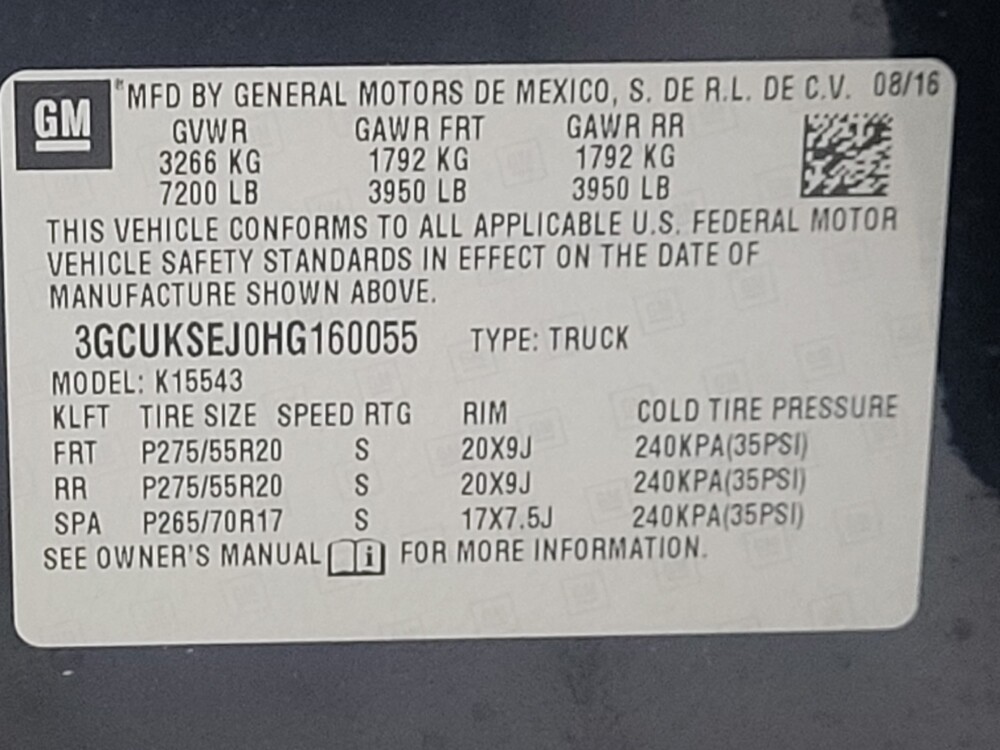 GM
MFD BY GENERAL MOTORS DE MEXICO, S. DE R.L. DE C.V. 08/16
GVWR GAWR FRT GAWR RR
3266 KG 1792 KG 1792 KG
7200 LB 3950 LB 3950 LB
THIS VEHICLE CONFORMS TO ALL APPLICABLE U.S. FEDERAL MOTOR
VEHICLE SAFETY STANDARDS IN EFFECT ON THE DATE OF
MANUFACTURE SHOWN ABOVE.
3GCUKSEJ0HG160055 TYPE: TRUCK
MODEL: K15543
KLFT TIRE SIZE SPEED RTG RIM COLD TIRE PRESSURE
FRT P275/55R20 S 20X9J 240KPA(35PSI)
RR P275/55R20 S 20X9J 240KPA(35PSI)
SPA P265/70R17 S 17X7.5J 240KPA(35PSI)
SEE OWNER'S MANUAL i FOR MORE INFORMATION.